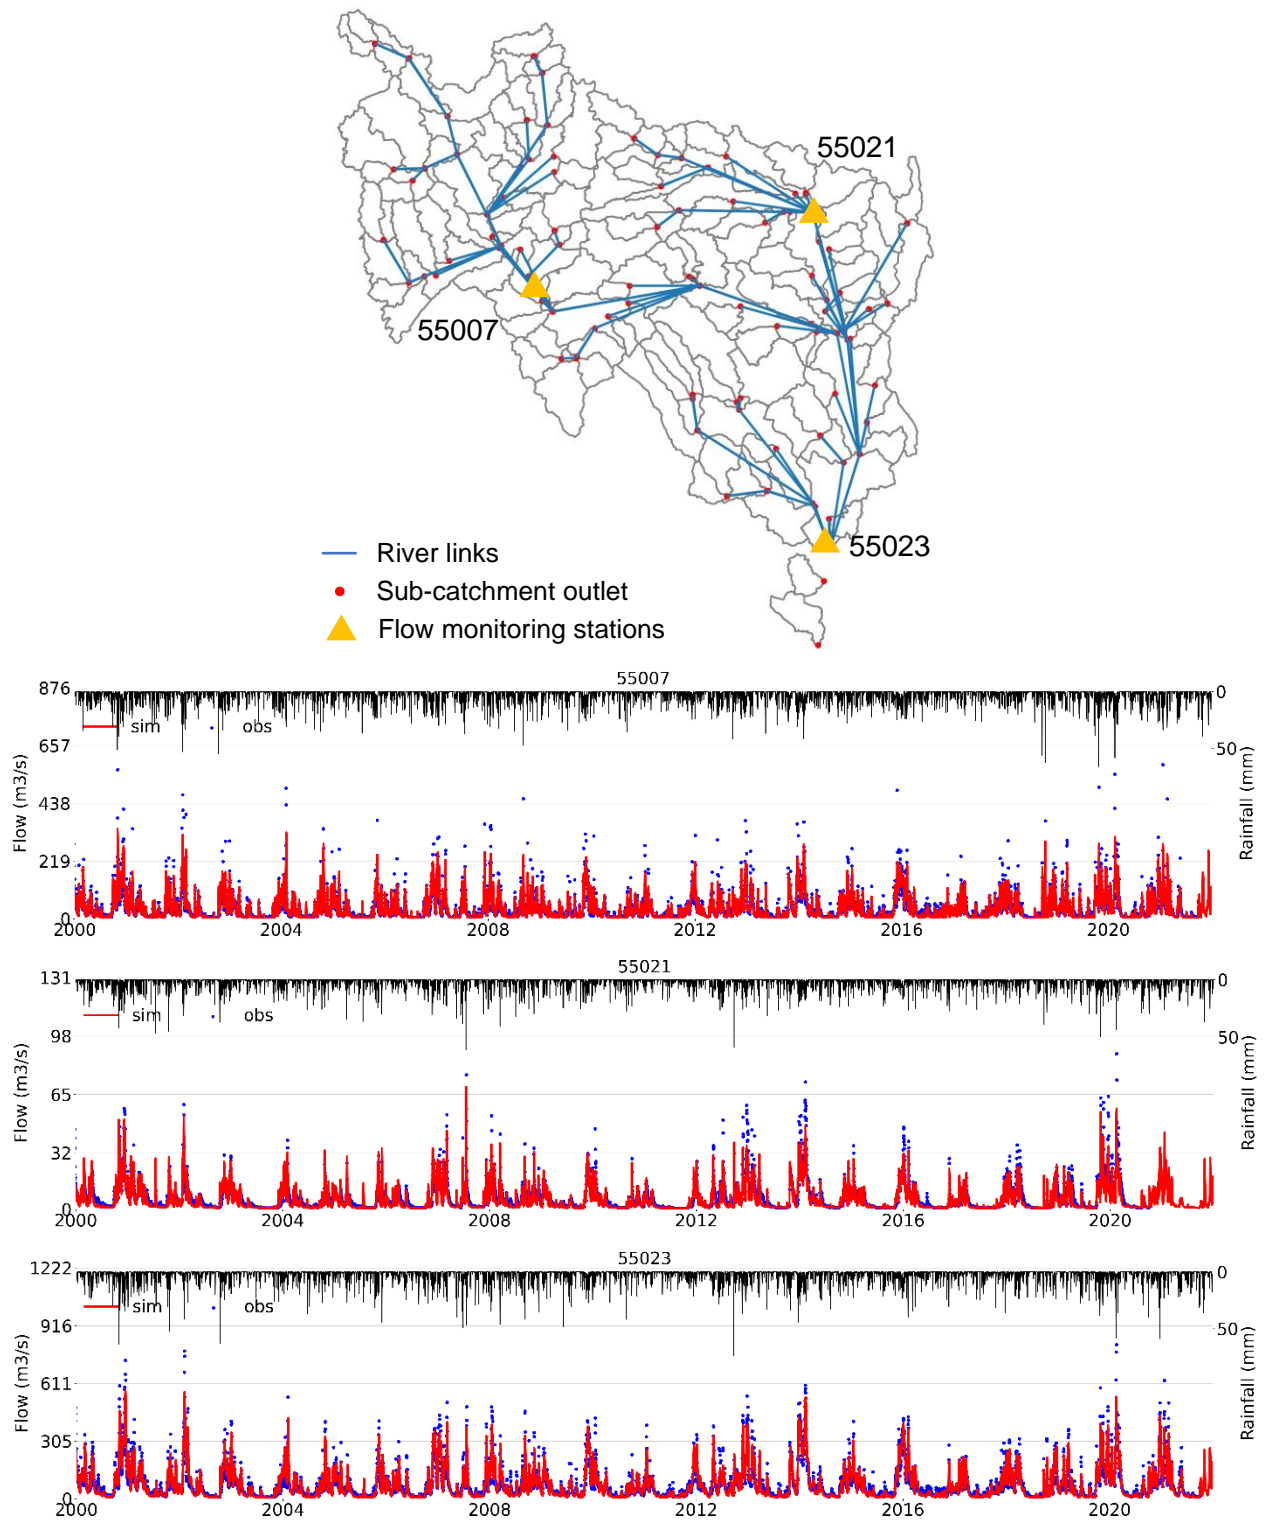 55021
55007
55023
River links
Sub-catchment outlet
Flow monitoring stations
55007
876
657
438
219
0
Flow (m3/s)
sim obs
0
50
Rainfall (mm)
2000 2004 2008 2012 2016 2020
55021
131
98
65
32
0
Flow (m3/s)
sim obs
0
50
Rainfall (mm)
2000 2004 2008 2012 2016 2020
55023
1222
916
611
305
0
Flow (m3/s)
sim obs
0
50
Rainfall (mm)
2000 2004 2008 2012 2016 2020